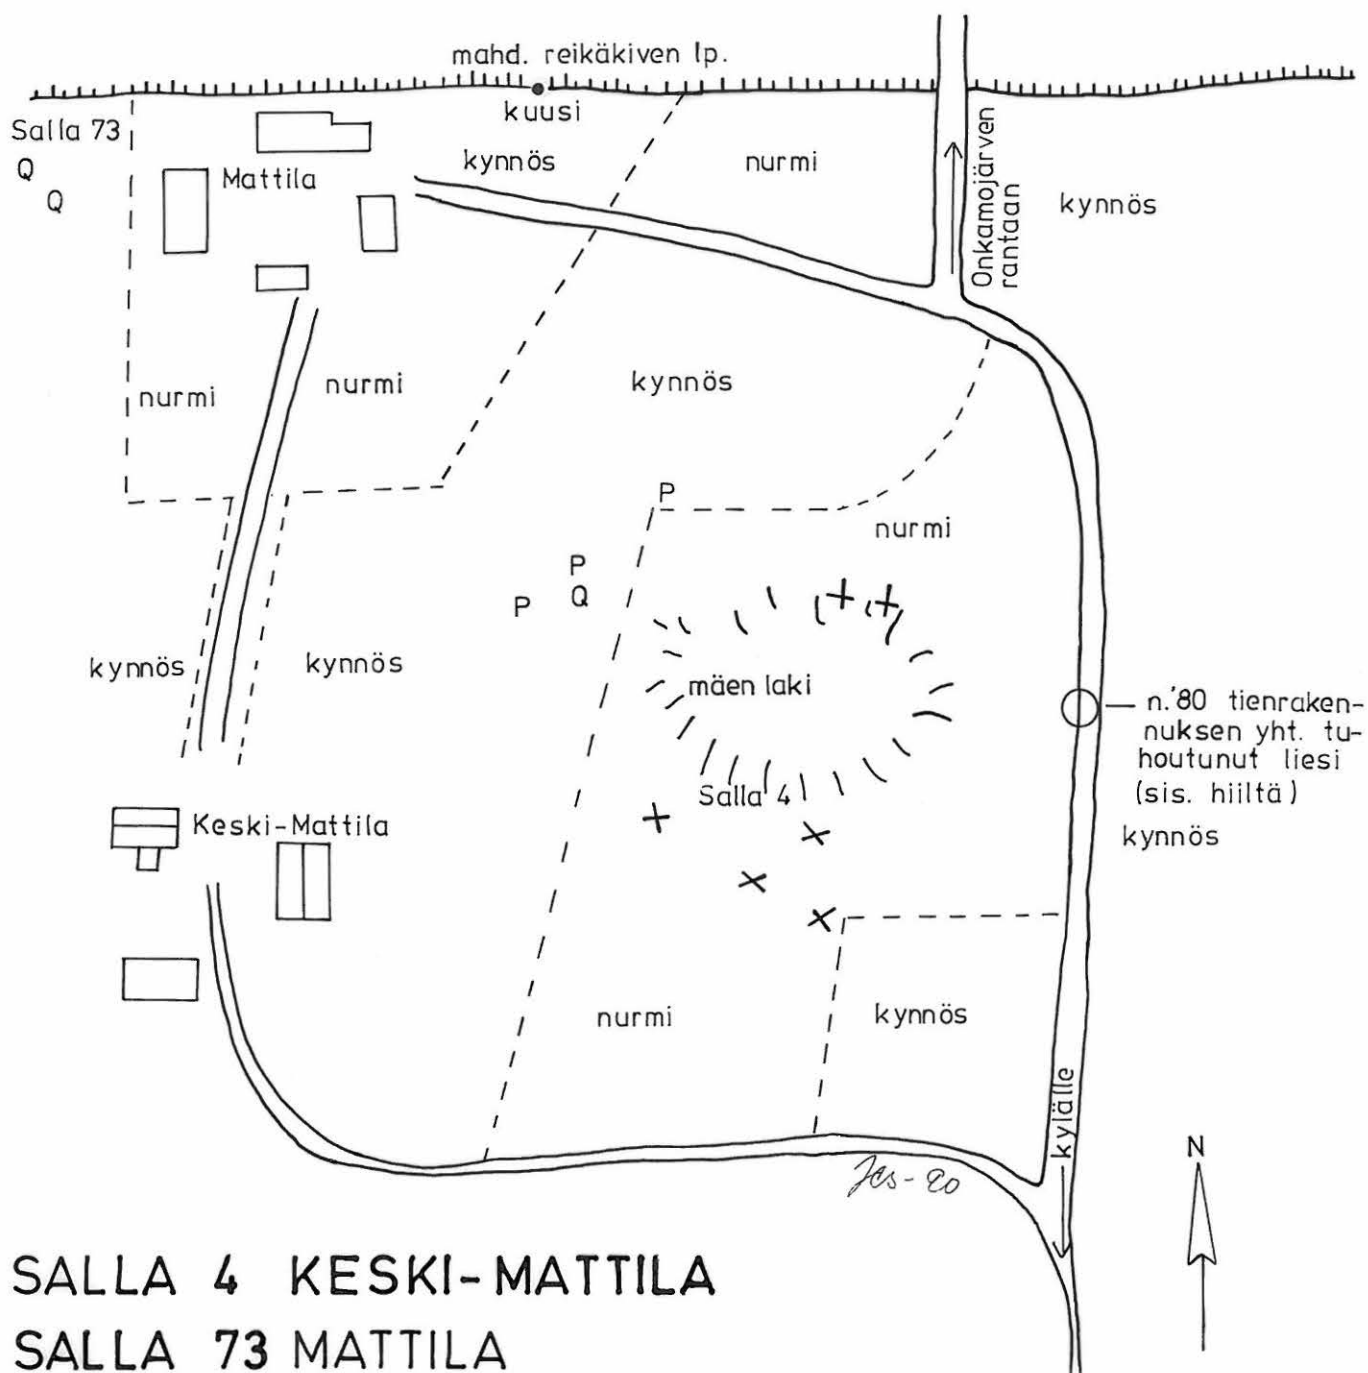 mahd. reikäkiven lp.
kuusi
Salla 73
Q
Q
Mattila
kynnös
nurmi
Onkamojärven
rantaan
kynnös
nurmi
nurmi
kynnös
P
nurmi
P
P
Q
kynnös
kynnös
mäen laki
n.'80 tienraken-
nuksen yht. tu-
houtunut liesi
(sis. hiiltä)
Salla 4
Keski-Mattila
kynnös
nurmi
kynnös
kylälle
N
SALLA 4 KESKI-MATTILA
SALLA 73 MATTILA